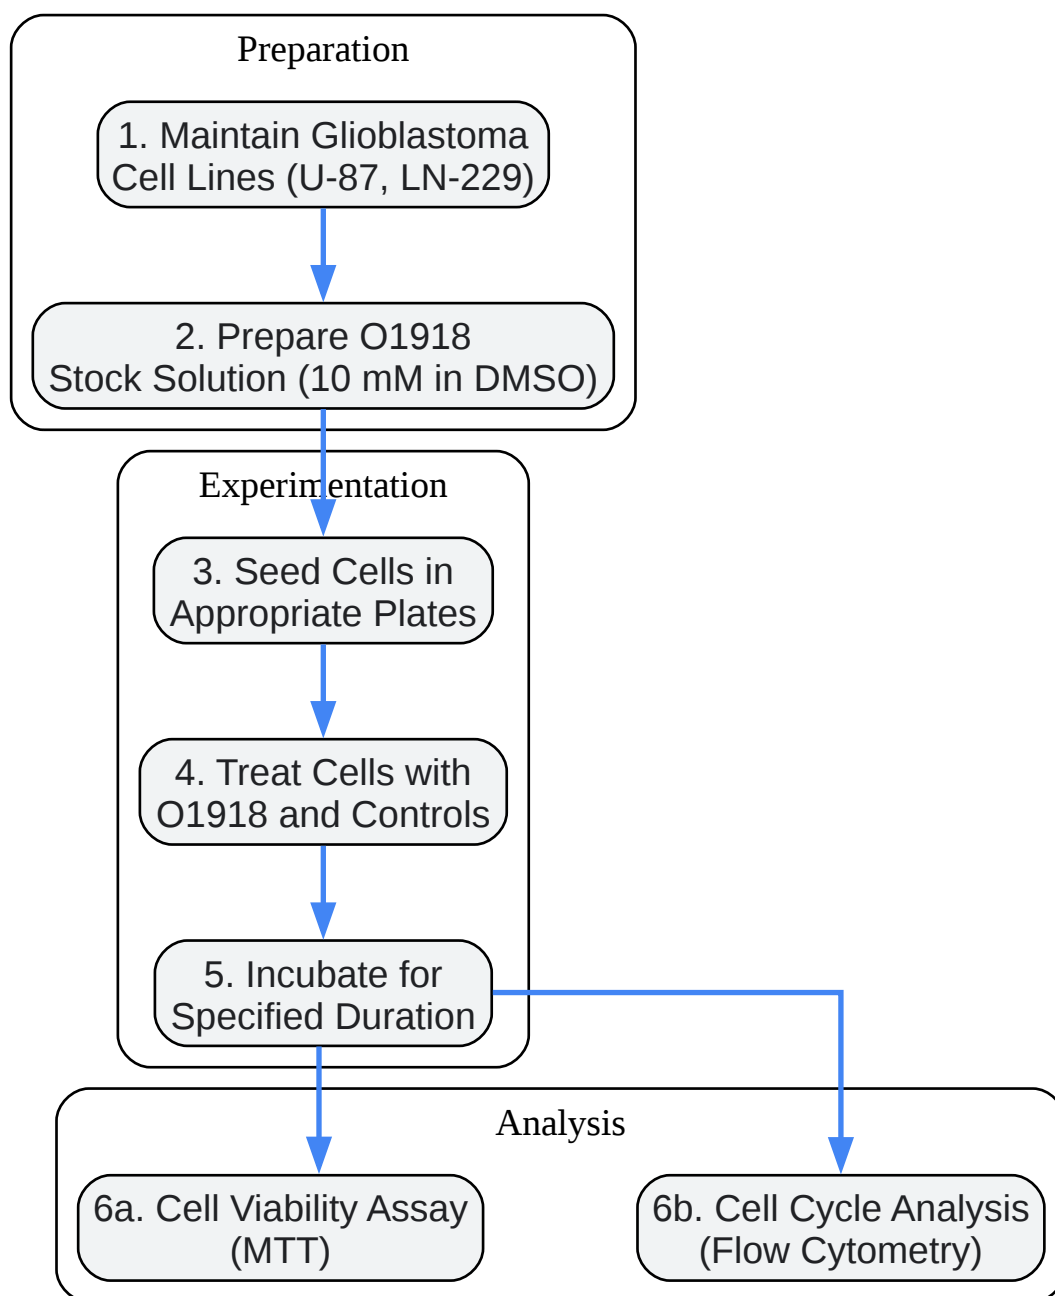 Preparation
1. Maintain Glioblastoma
Cell Lines (U-87, LN-229)
2. Prepare O1918
Stock Solution (10 mM in DMSO)
Experimentation
3. Seed Cells in
Appropriate Plates
4. Treat Cells with
O1918 and Controls
5. Incubate for
Specified Duration
Analysis
6a. Cell Viability Assay
(MTT)
6b. Cell Cycle Analysis
(Flow Cytometry)